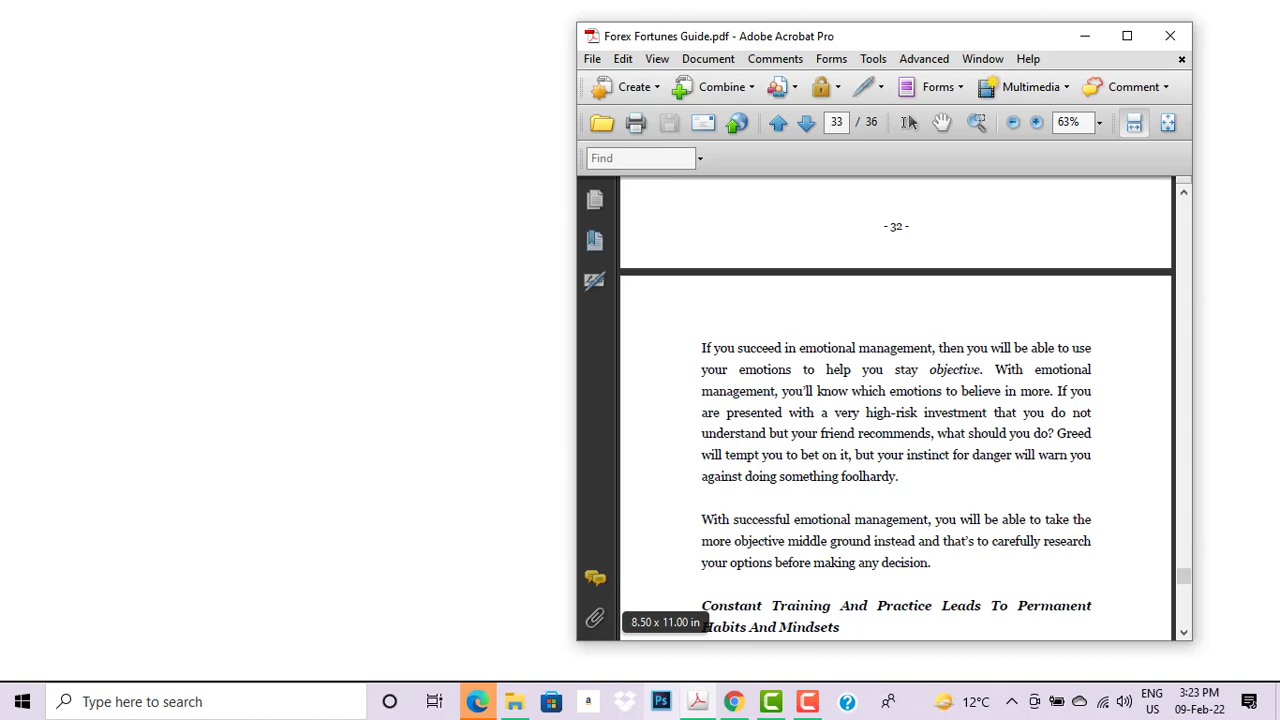 Forex Fortunes Guide.pdf - Adobe Acrobat Pro
File Edit View Document Comments Forms Tools Advanced Window Help
Create Combine Forms Multimedia Comment
33 / 36 63%
Find
- 32 -
If you succeed in emotional management, then you will be able to use
your emotions to help you stay objective. With emotional
management, you'll know which emotions to believe in more. If you
are presented with a very high-risk investment that you do not
understand but your friend recommends, what should you do? Greed
will tempt you to bet on it, but your instinct for danger will warn you
against doing something foolhardy.
With successful emotional management, you will be able to take the
more objective middle ground instead and that's to carefully research
your options before making any decision.
Constant Training And Practice Leads To Permanent
Habits And Mindsets
8.50 x 11.00 in
Type here to search
a
Ps
12°C
ENG
US
3:23 PM
09-Feb-22